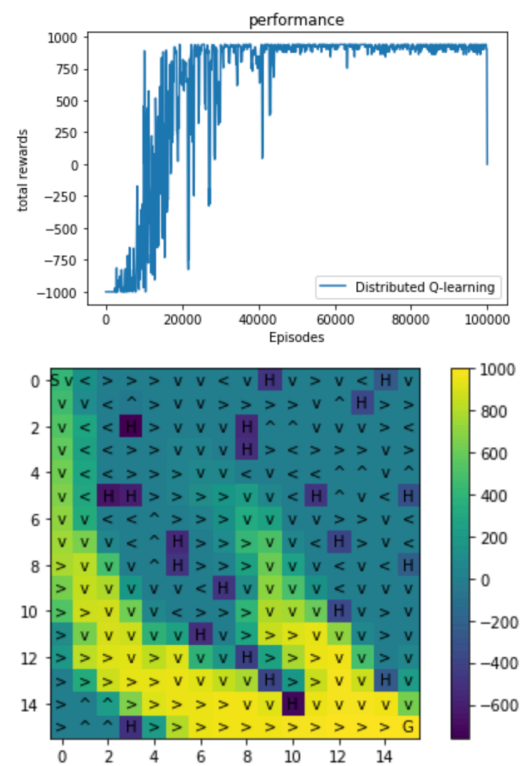 performance
1000
750
500
250
0
−250
−500
−750
−1000
total rewards
Distributed Q-learning
0 20000 40000 60000 80000 100000
Episodes
0 S v < > > > v v < v H v > v < H v
v < < ^ > v v > > > > v ^ H > >
2 v < < H > v v > H ^ ^ v v v > <
v < < > > v v > H > > > v > > <
4 v < < > > > v v < v < < ^ ^ v ^
v < H H > > > > v v < H ^ v < H
6 v v < < ^ > > > v v > > > > > v
v v < < ^ H > > > v v > H v v <
8 > v v v ^ H > > > v v v v < v H
> v v v v v < H > v v v < v v <
10 > > v v v < > > > v v v H v > v
> v v v v v H v > > > v v v > v
12 v > > v > v v v H v > > v v > v
> > > > v v v v v H > > v v H v
14 > ^ ^ > > > > > > v H v > v v v
> ^ ^ H > > > > > > > > > > > G
0 2 4 6 8 10 12 14
1000
800
600
400
200
0
−200
−400
−600